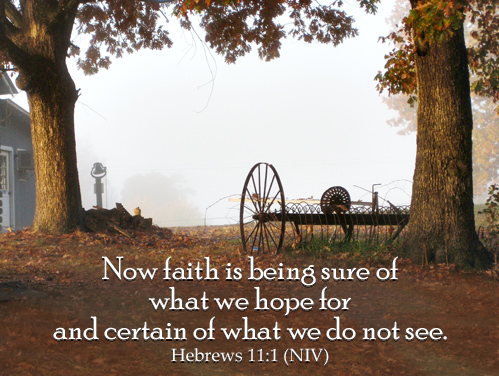 Now faith is being sure of
what we hope for
and certain of what we do not see.
Hebrews 11:1 (NIV)